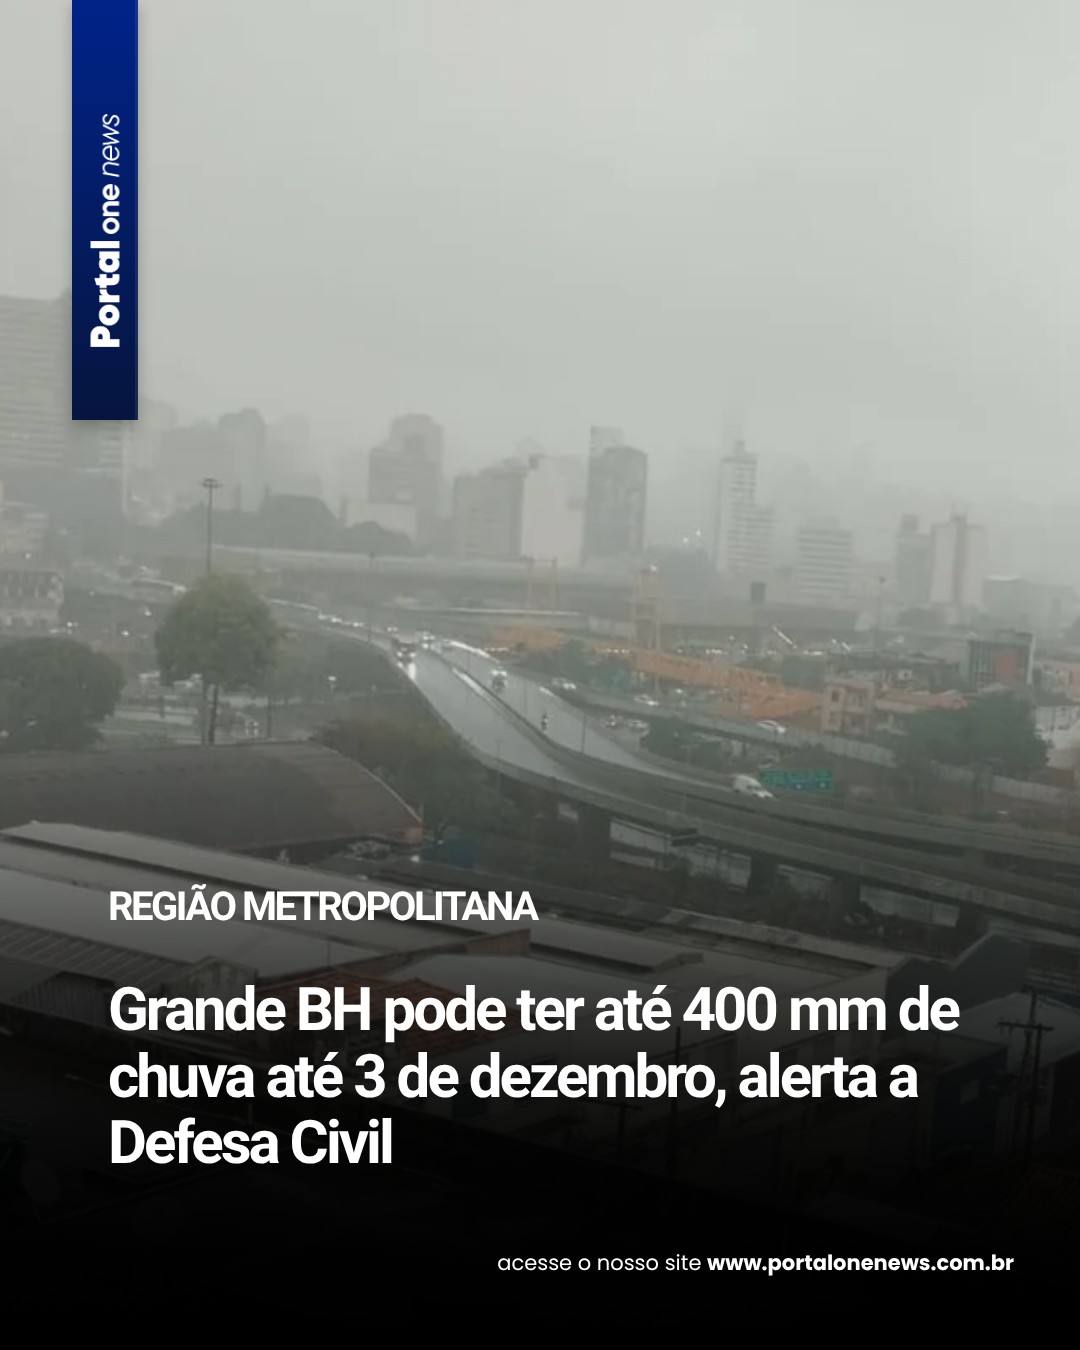 Portal one news
REGIÃO METROPOLITANA
Grande BH pode ter até 400 mm de
chuva até 3 de dezembro, alerta a
Defesa Civil
acesse o nosso site www.portalonenews.com.br